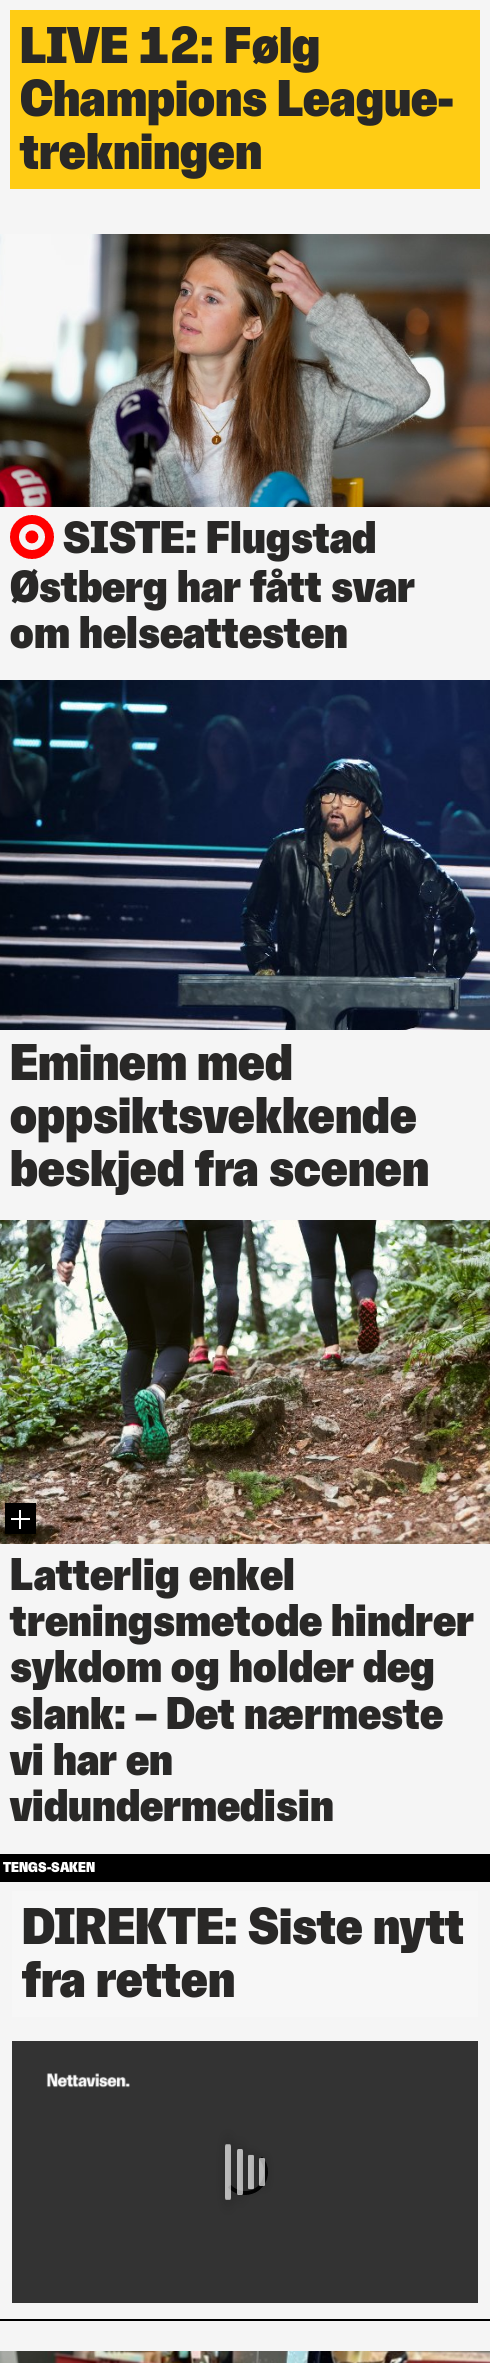 LIVE 12: Følg
Champions League-
trekningen
SISTE: Flugstad
Østberg har fått svar
om helseattesten
Eminem med
oppsiktsvekkende
beskjed fra scenen
Latterlig enkel
treningsmetode hindrer
sykdom og holder deg
slank: – Det nærmeste
vi har en
vidundermedisin
TENGS-SAKEN
DIREKTE: Siste nytt
fra retten
Nettavisen.